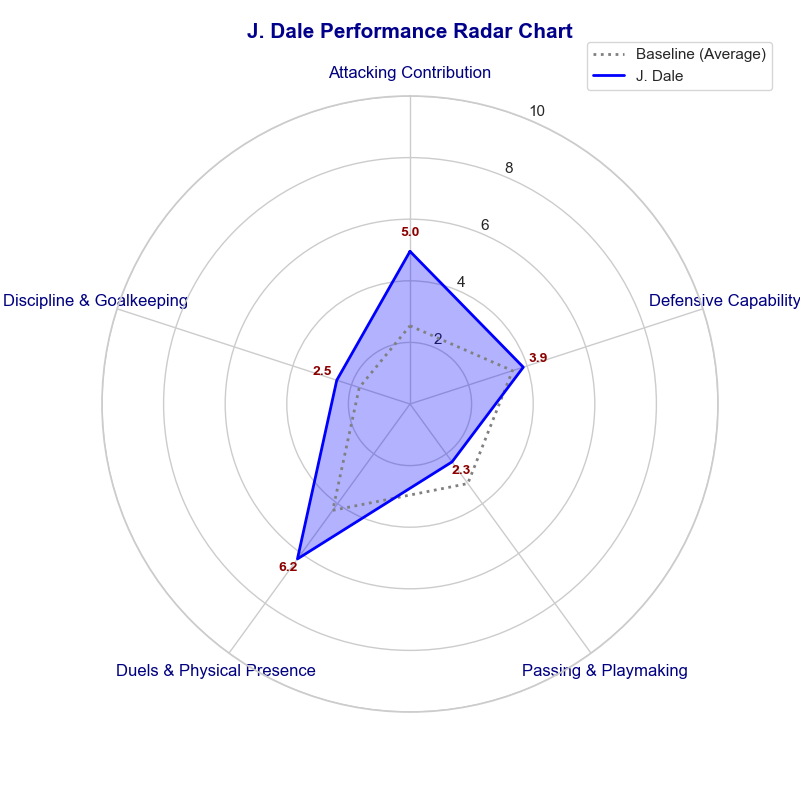 J. Dale Performance Radar Chart
Baseline (Average)
J. Dale
Attacking Contribution
10
8
6
5.0
4
Discipline & Goalkeeping
Defensive Capability
2
3.9
2.5
2.3
6.2
Duels & Physical Presence
Passing & Playmaking